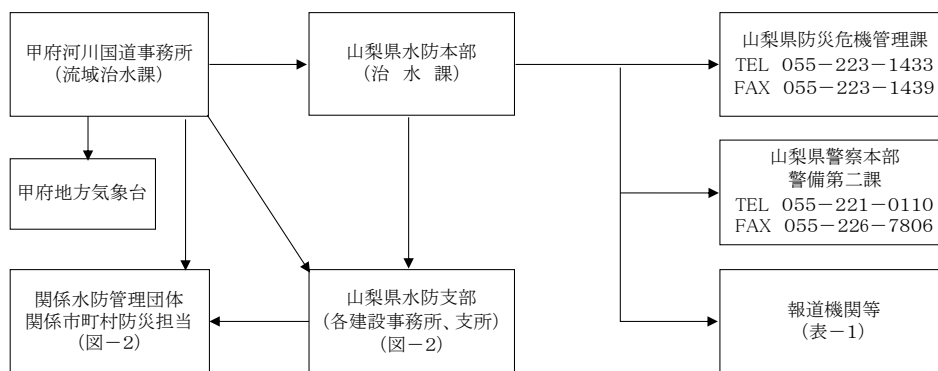 甲府河川国道事務所
(流域治水課)
山梨県水防本部
(治 水 課)
山梨県防災危機管理課
TEL 055−223−1433
FAX 055−223−1439
甲府地方気象台
山梨県警察本部
警備第二課
TEL 055−221−0110
FAX 055−226−7806
関係水防管理団体
関係市町村防災担当
(図−2)
山梨県水防支部
(各建設事務所、支所)
(図−2)
報道機関等
(表−1)